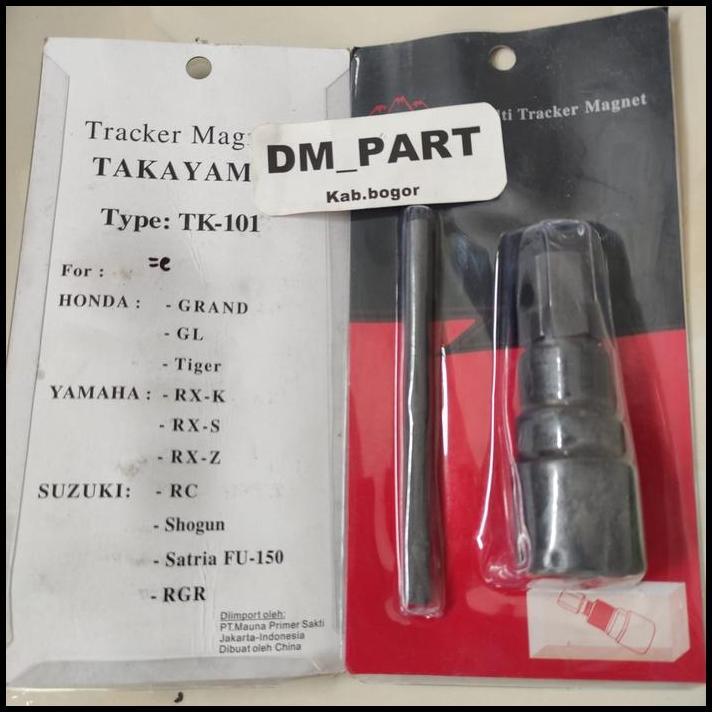 Tracker Mag
TAKAYAM
Type: TK-101
For :
HONDA : - GRAND
- GL
- Tiger
YAMAHA : - RX-K
- RX-S
- RX-Z
SUZUKI: - RC
- Shogun
- Satria FU-150
- RGR
Diimport oleh:
PT.Mauna Primer Sakti
Jakarta-Indonesia
Dibuat oleh China
DM_PART
Kab.bogor
lti Tracker Magnet